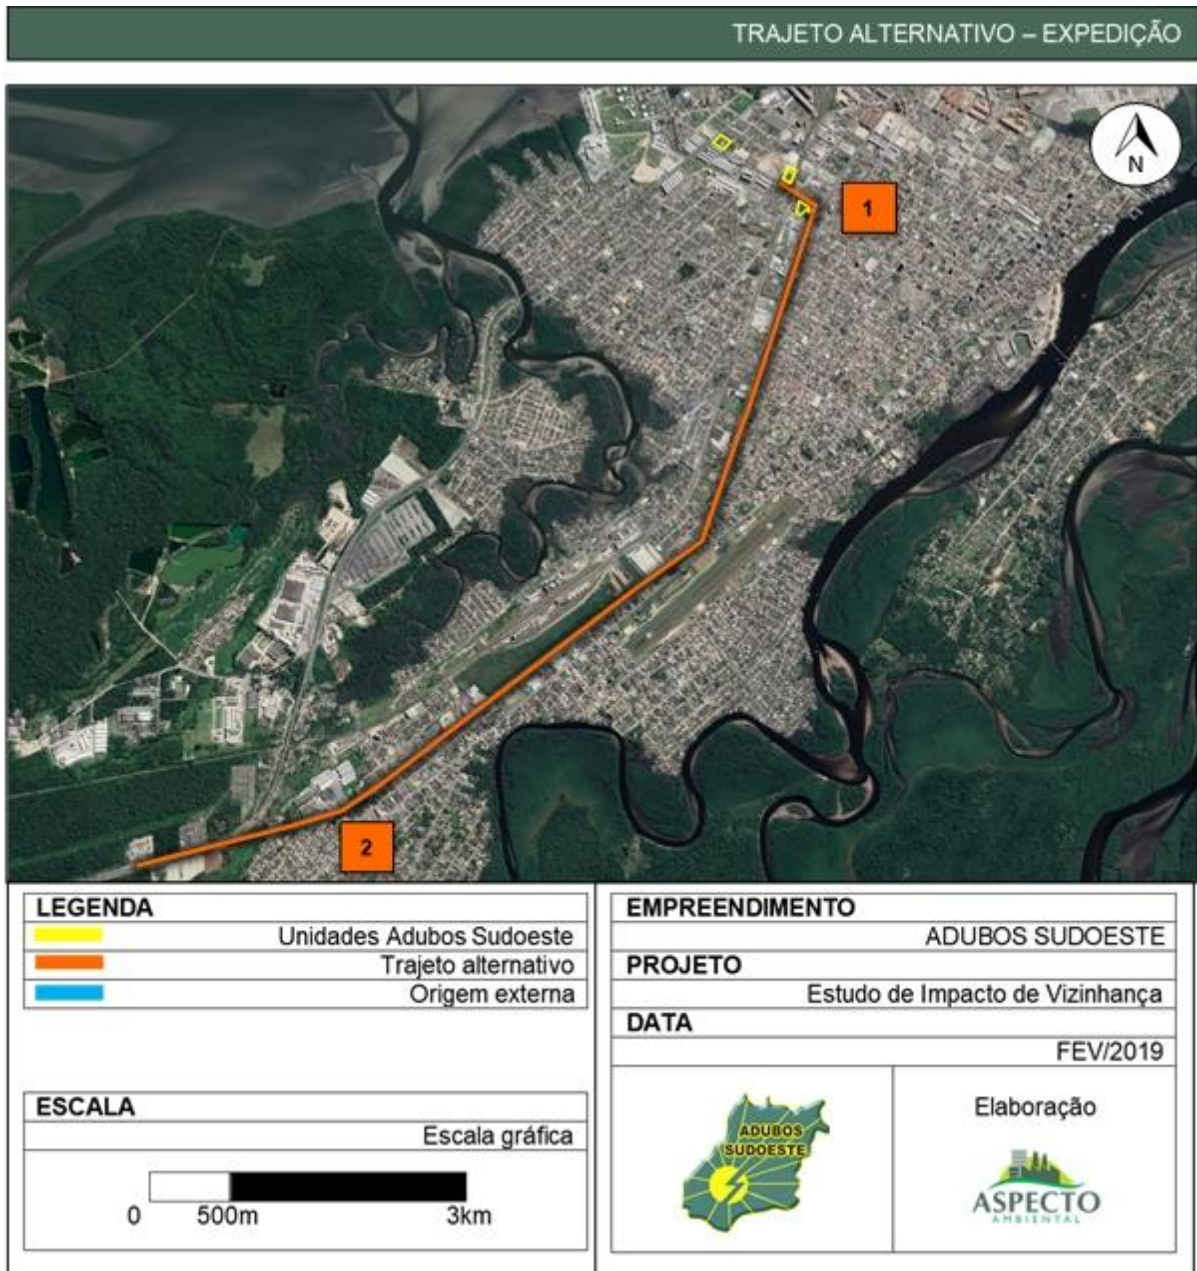 TRAJETO ALTERNATIVO – EXPEDIÇÃO
N
1
2
LEGENDA
Unidades Adubos Sudoeste
Trajeto alternativo
Origem externa
ESCALA
Escala gráfica
0 500m 3km
EMPREENDIMENTO
ADUBOS SUDOESTE
PROJETO
Estudo de Impacto de Vizinhança
DATA
FEV/2019
ADUBOS
SUDOESTE
Elaboração
ASPECTO
AMBIENTAL